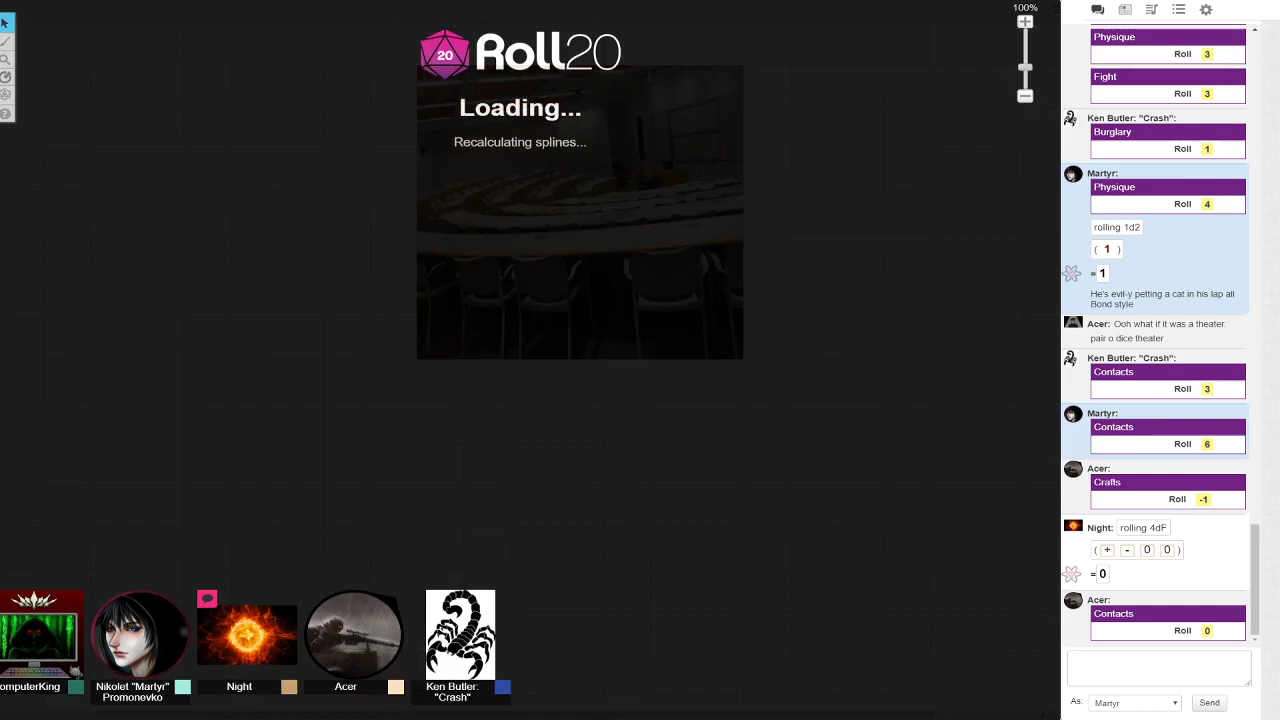 100%
20 Roll20
Loading...
Recalculating splines...
Physique
Roll 3
Fight
Roll 3
Ken Butler: "Crash":
Burglary
Roll 1
Martyr:
Physique
Roll 4
rolling 1d2
( 1 )
= 1
He's evil-y petting a cat in his lap all
Bond style
Acer: Ooh what if it was a theater.
pair o dice theater
Ken Butler: "Crash":
Contacts
Roll 3
Martyr:
Contacts
Roll 6
Acer:
Crafts
Roll -1
Night: rolling 4dF
( + - 0 0 )
= 0
Acer:
Contacts
Roll 0
As: Martyr Send
omputerKing
Nikolet "Martyr"
Promonevko
Night
Acer
Ken Butler:
"Crash"